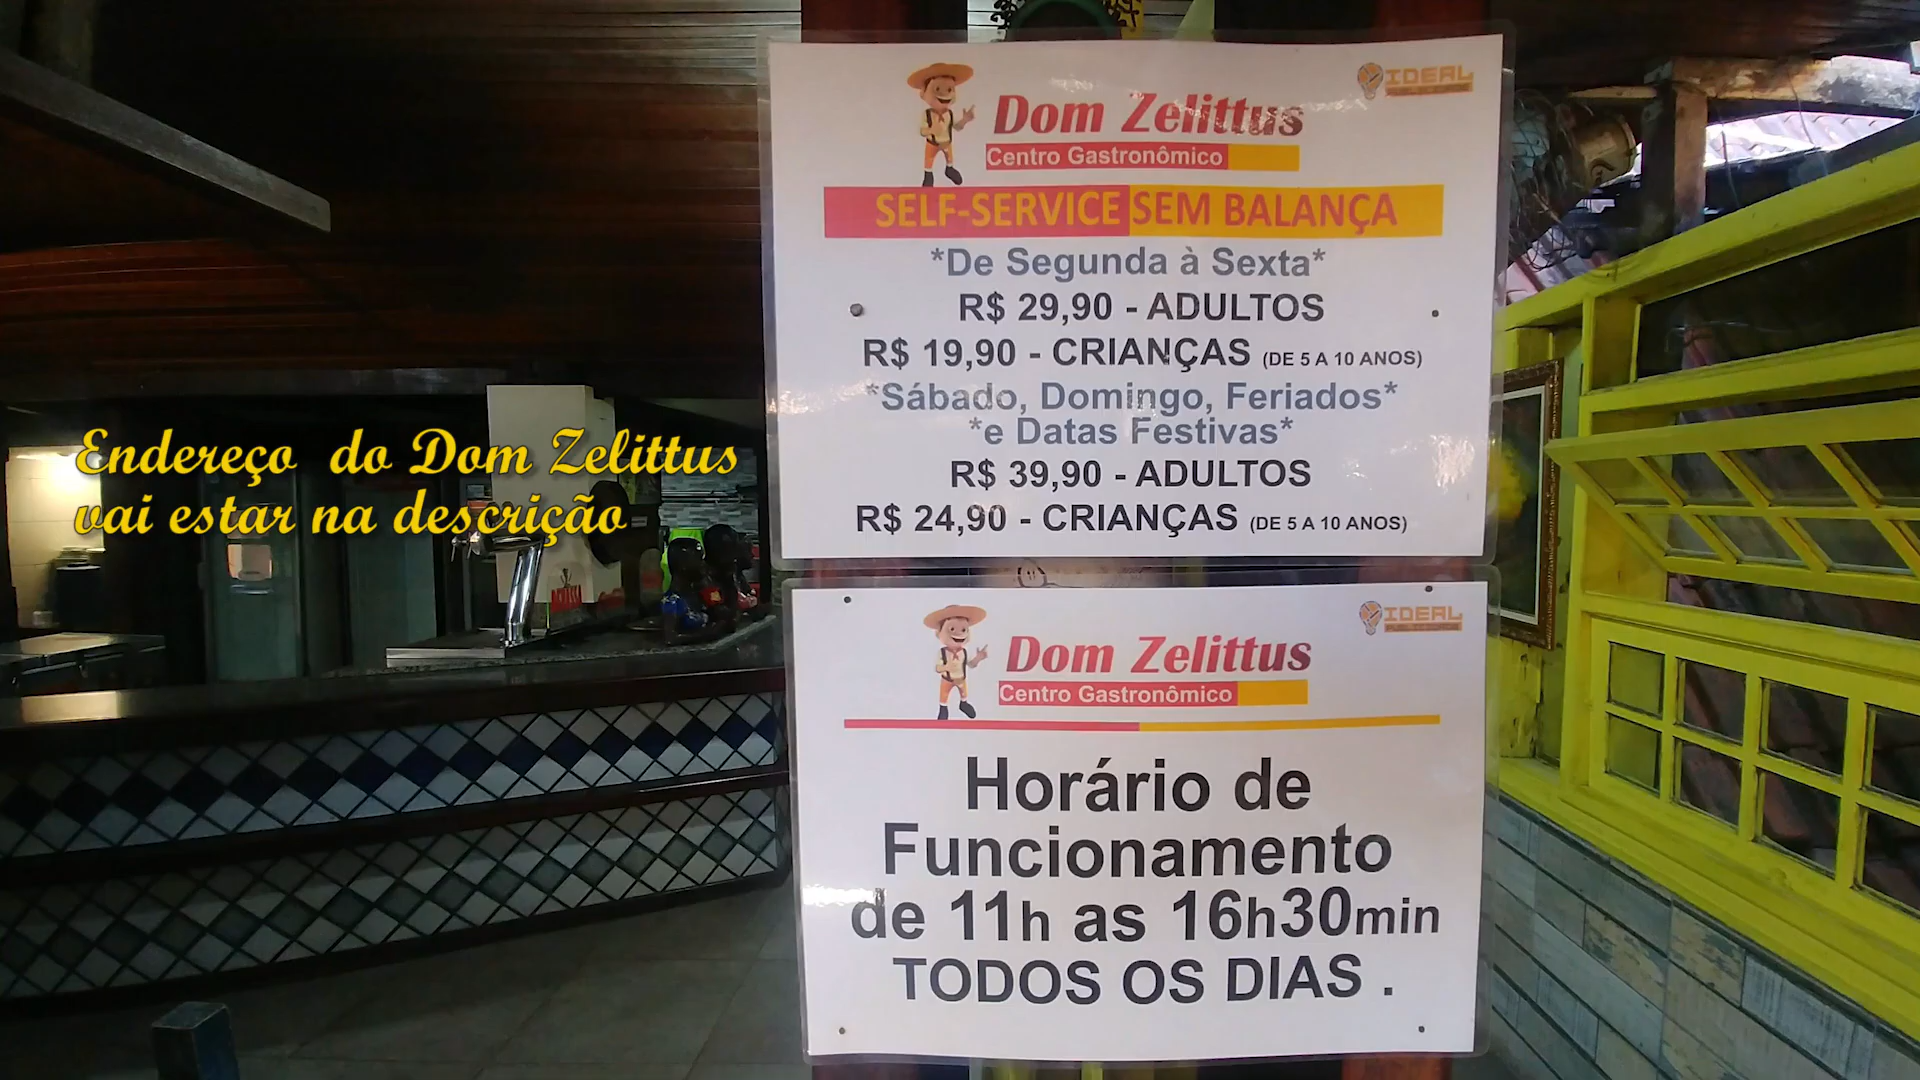 Endereço do Dom Zelittus
vai estar na descrição
IDEAL
Dom Zelittus
Centro Gastronômico
SELF-SERVICE SEM BALANÇA
*De Segunda à Sexta*
R$ 29,90 - ADULTOS
R$ 19,90 - CRIANÇAS (DE 5 A 10 ANOS)
*Sábado, Domingo, Feriados*
*e Datas Festivas*
R$ 39,90 - ADULTOS
R$ 24,90 - CRIANÇAS (DE 5 A 10 ANOS)
IDEAL
PUBLICIDADE
Dom Zelittus
Centro Gastronômico
Horário de
Funcionamento
de 11h as 16h30min
TODOS OS DIAS .